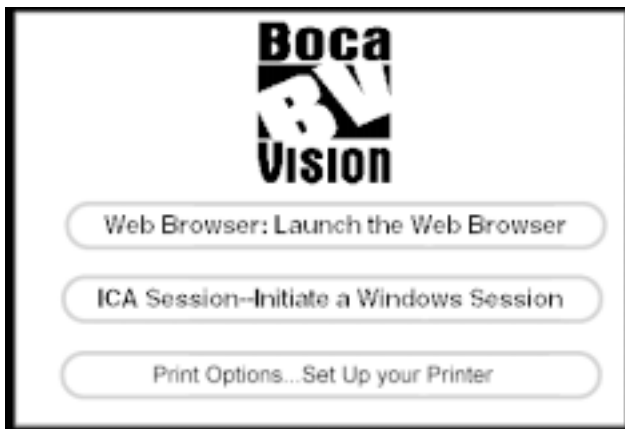 Boca
BV
Vision
Web Browser: Launch the Web Browser
ICA Session--Initiate a Windows Session
Print Options...Set Up your Printer